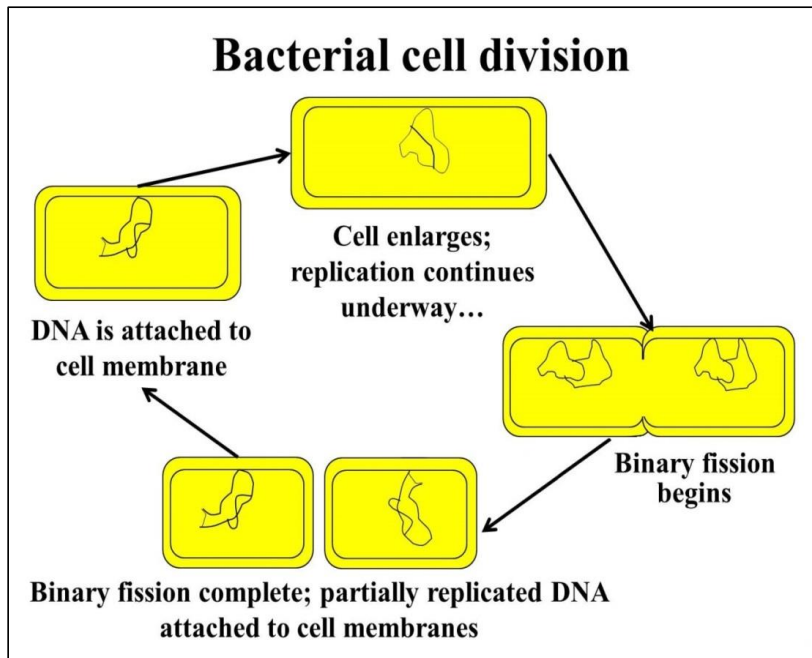 Bacterial cell division
Cell enlarges;
replication continues
underway…
DNA is attached to
cell membrane
Binary fission
begins
Binary fission complete; partially replicated DNA
attached to cell membranes